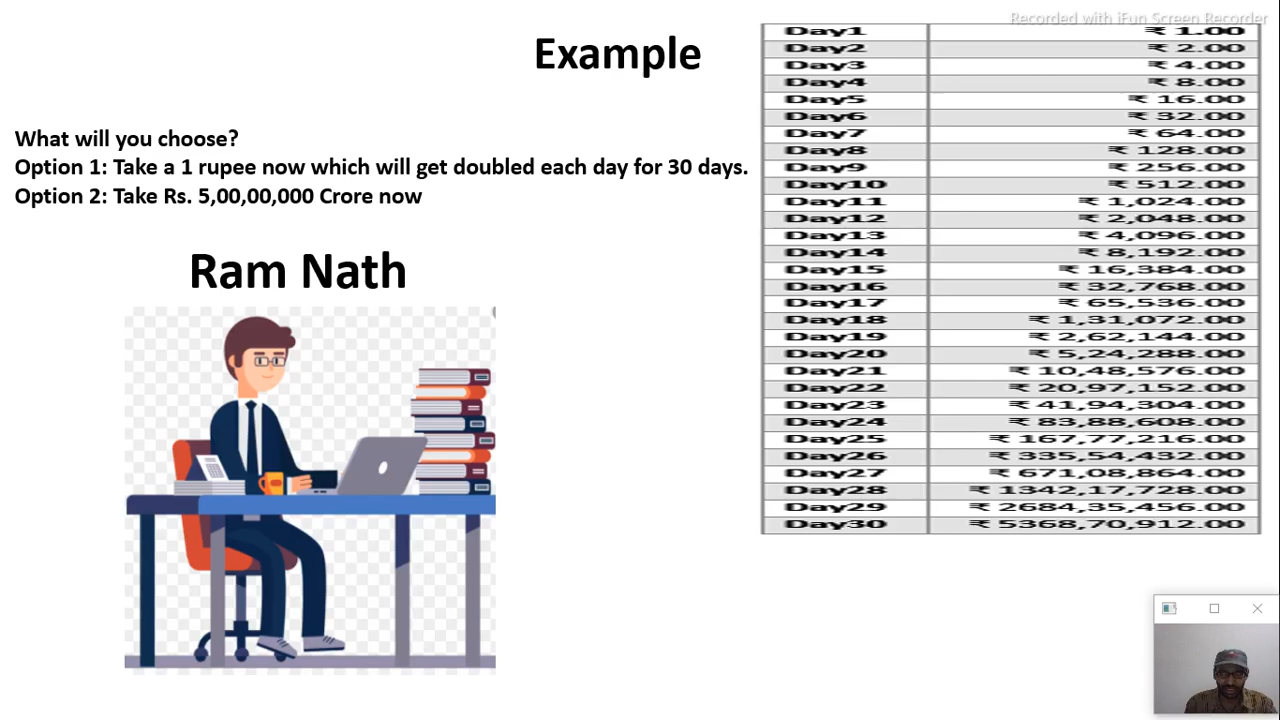 Recorded with iFun Screen Recorder
Example
What will you choose?
Option 1: Take a 1 rupee now which will get doubled each day for 30 days.
Option 2: Take Rs. 5,00,00,000 Crore now
Ram Nath
Day1 ₹ 1.00
Day2 ₹ 2.00
Day3 ₹ 4.00
Day4 ₹ 8.00
Day5 ₹ 16.00
Day6 ₹ 32.00
Day7 ₹ 64.00
Day8 ₹ 128.00
Day9 ₹ 256.00
Day10 ₹ 512.00
Day11 ₹ 1,024.00
Day12 ₹ 2,048.00
Day13 ₹ 4,096.00
Day14 ₹ 8,192.00
Day15 ₹ 16,384.00
Day16 ₹ 32,768.00
Day17 ₹ 65,536.00
Day18 ₹ 1,31,072.00
Day19 ₹ 2,62,144.00
Day20 ₹ 5,24,288.00
Day21 ₹ 10,48,576.00
Day22 ₹ 20,97,152.00
Day23 ₹ 41,94,304.00
Day24 ₹ 83,88,608.00
Day25 ₹ 167,77,216.00
Day26 ₹ 335,54,432.00
Day27 ₹ 671,08,864.00
Day28 ₹ 1342,17,728.00
Day29 ₹ 2684,35,456.00
Day30 ₹ 5368,70,912.00